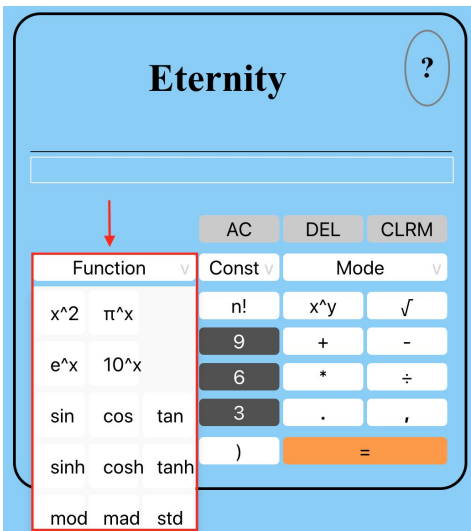 Eternity ?
AC DEL CLRM
Function v Const v Mode v
x^2 π^x n! x^y √
9 + -
e^x 10^x 6 * ÷
sin cos tan 3 . ,
sinh cosh tanh ) =
mod mad std